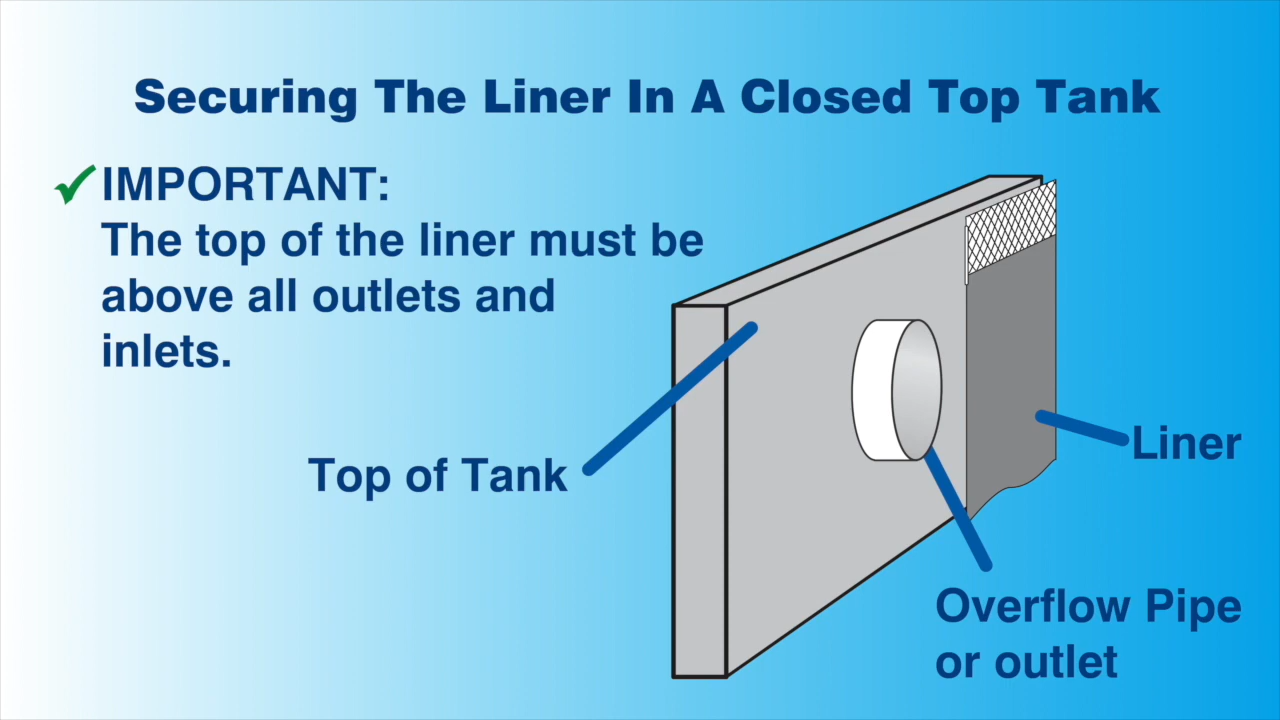 Securing The Liner In A Closed Top Tank
IMPORTANT:
The top of the liner must be
above all outlets and
inlets.
Top of Tank
Liner
Overflow Pipe
or outlet